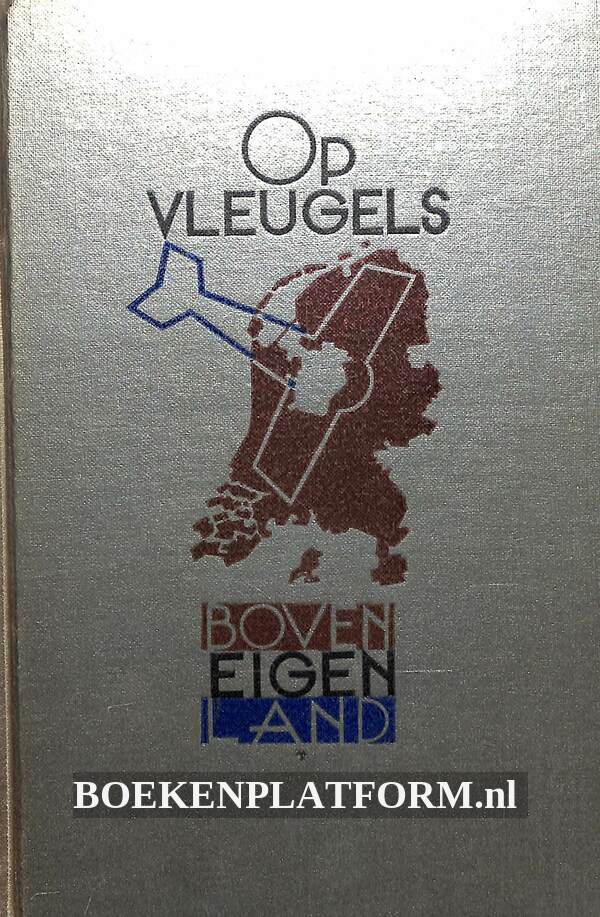 Op
VLEUGELS
BOVEN
EIGEN
LAND
BOEKENPLATFORM.nl